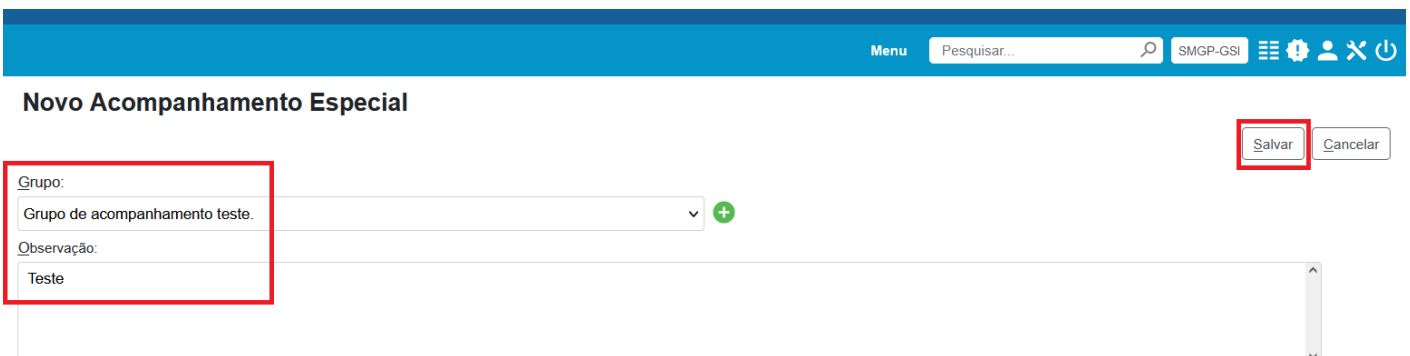 Menu Pesquisar... SMGP-GSI
Novo Acompanhamento Especial
Salvar Cancelar
Grupo:
Grupo de acompanhamento teste.
Observação:
Teste